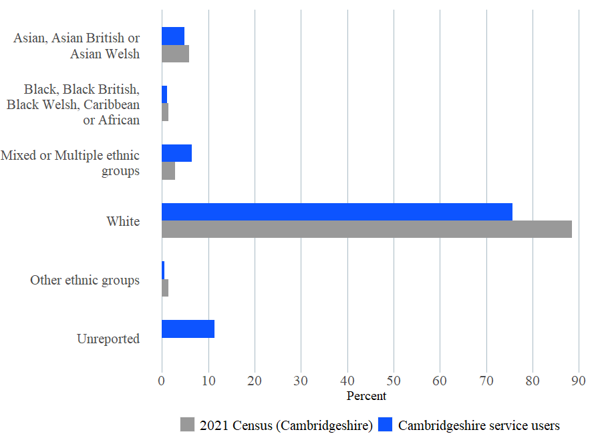 Asian, Asian British or
Asian Welsh
Black, Black British,
Black Welsh, Caribbean
or African
Mixed or Multiple ethnic
groups
White
Other ethnic groups
Unreported
0 10 20 30 40 50 60 70 80 90
Percent
2021 Census (Cambridgeshire) Cambridgeshire service users